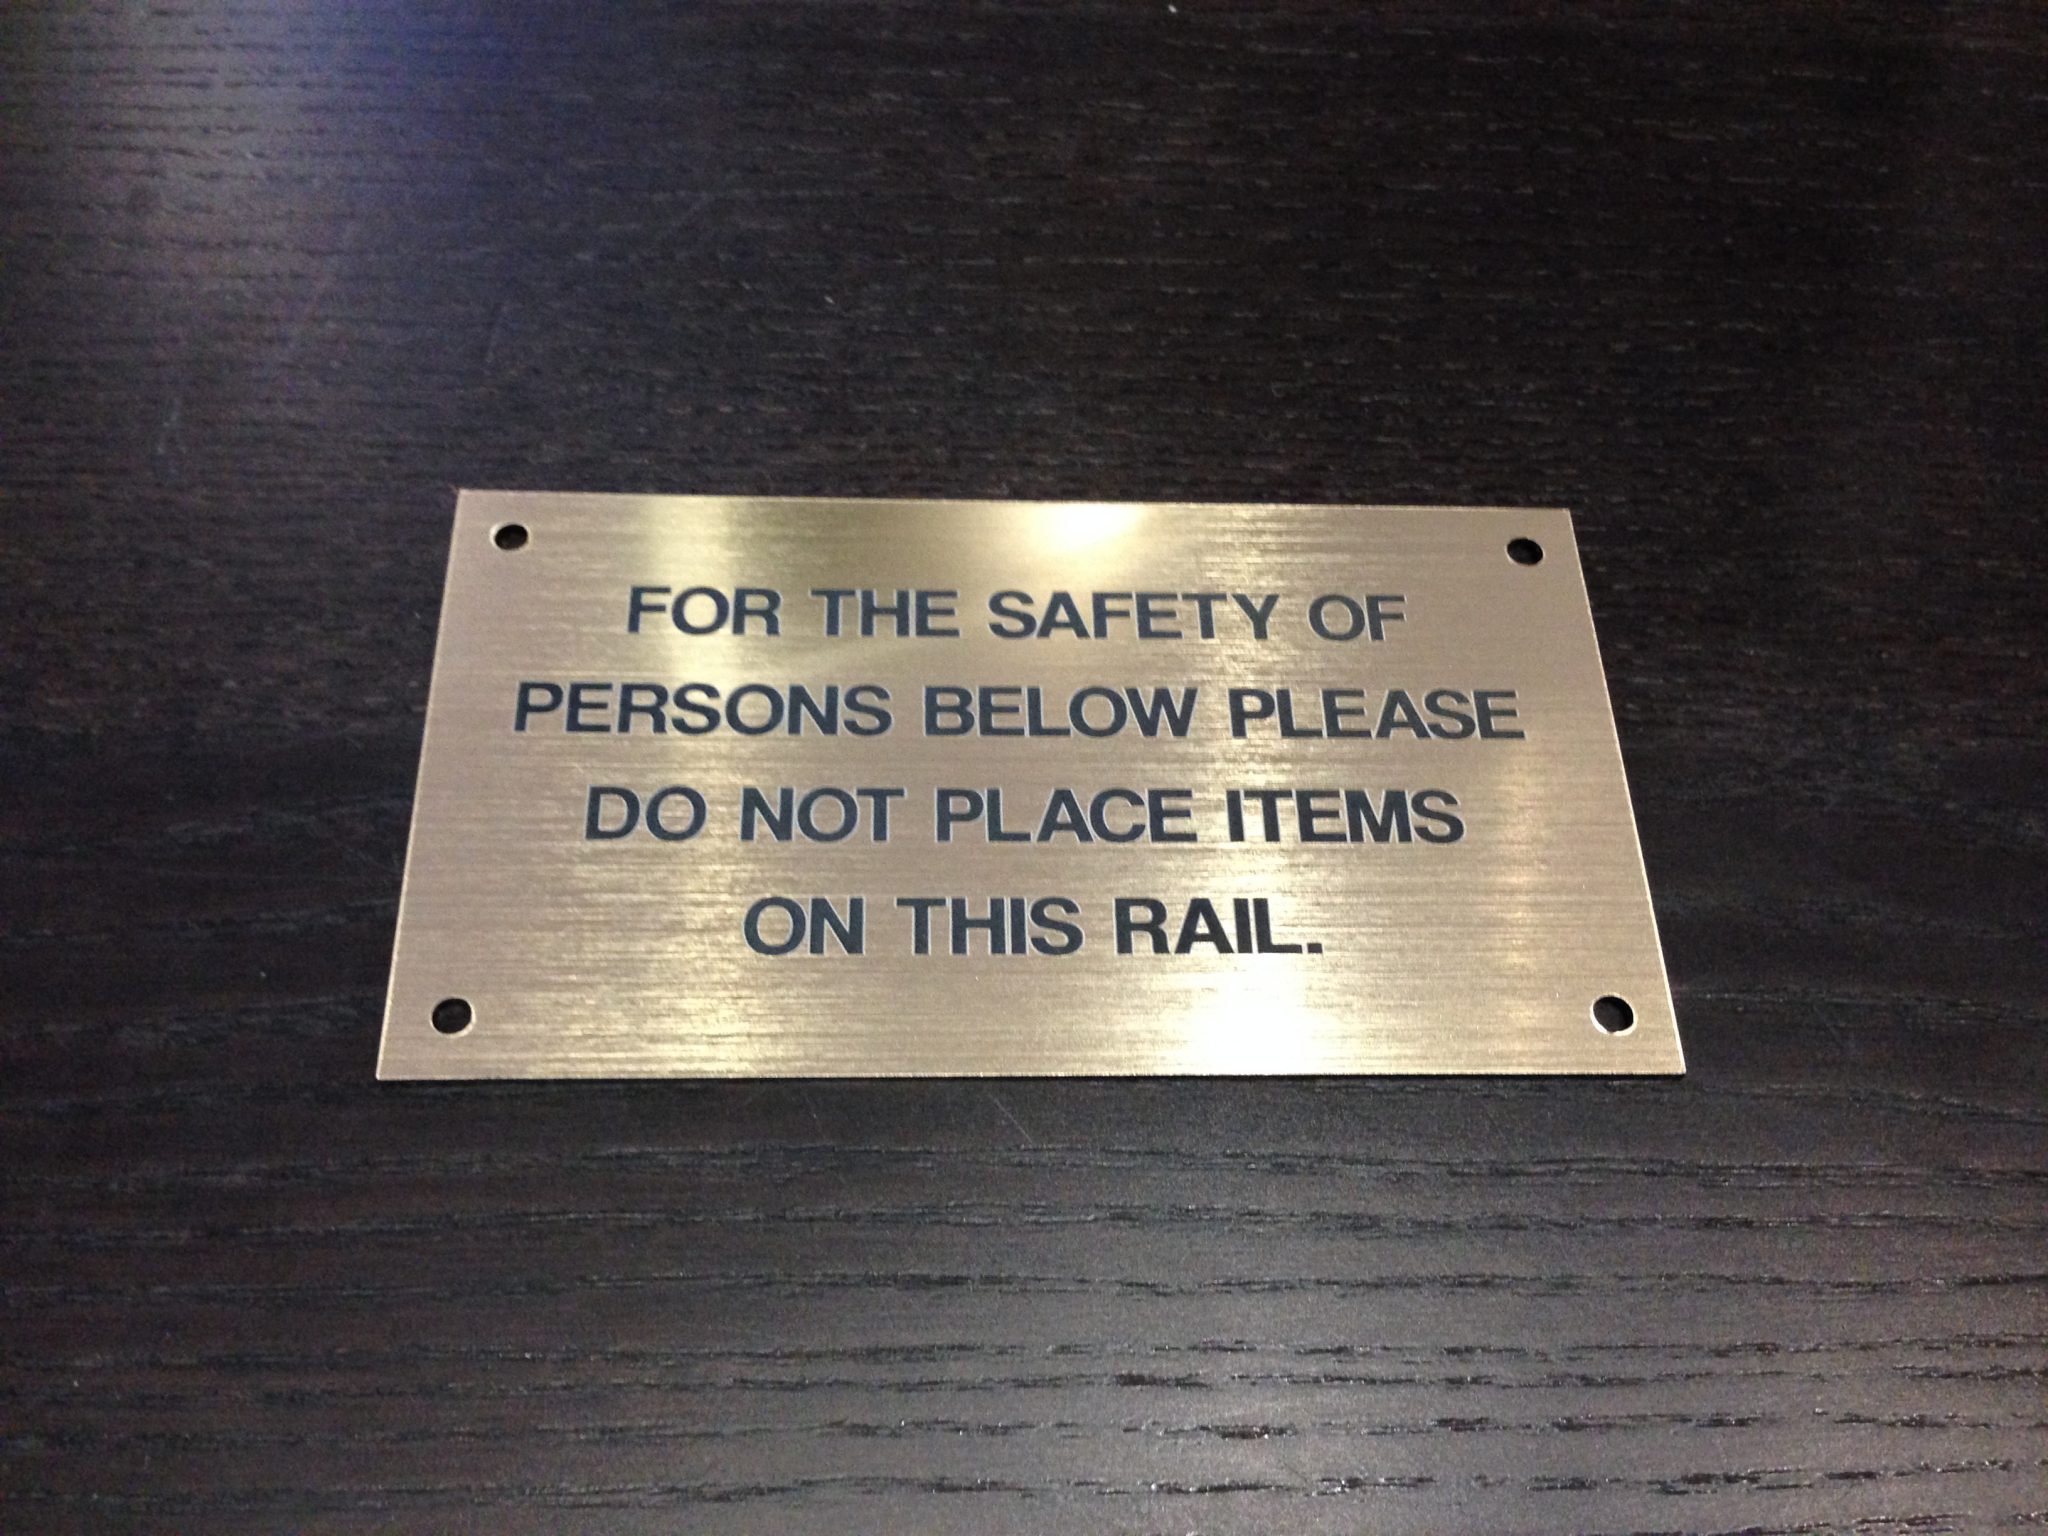 FOR THE SAFETY OF
PERSONS BELOW PLEASE
DO NOT PLACE ITEMS
ON THIS RAIL.